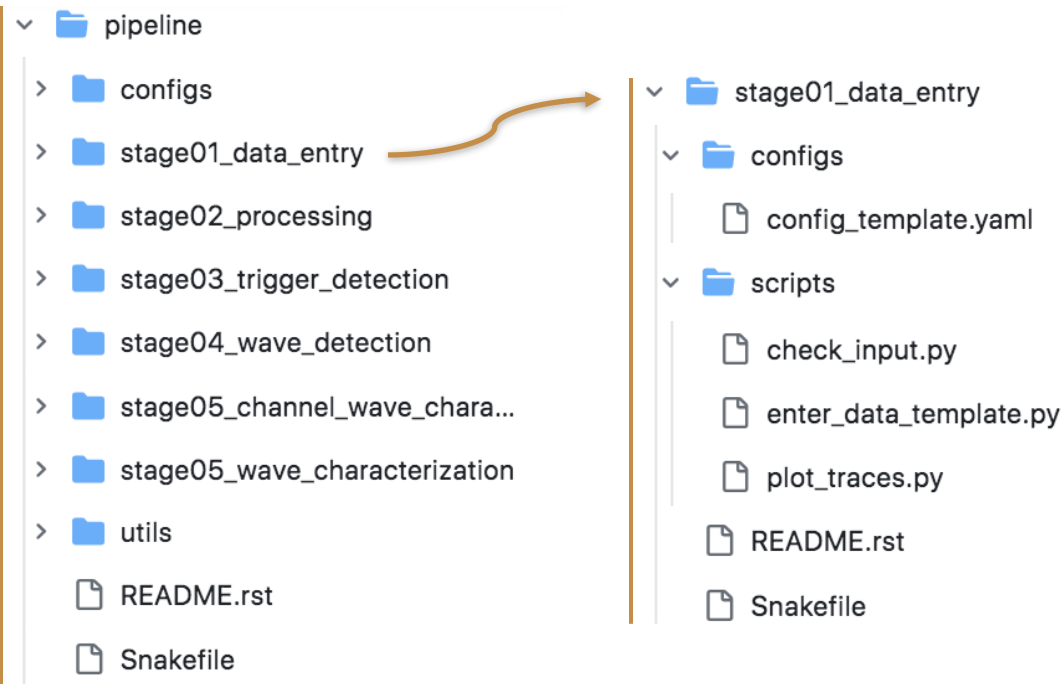 pipeline
configs
stage01_data_entry
stage02_processing
stage03_trigger_detection
stage04_wave_detection
stage05_channel_wave_chara...
stage05_wave_characterization
utils
README.rst
Snakefile
stage01_data_entry
configs
config_template.yaml
scripts
check_input.py
enter_data_template.py
plot_traces.py
README.rst
Snakefile